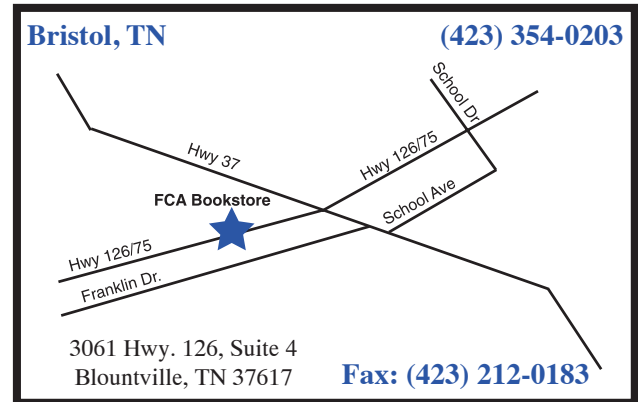 Bristol, TN
(423) 354-0203
School Dr
Hwy 37
Hwy 126/75
FCA Bookstore
School Ave
Hwy 126/75
Franklin Dr.
3061 Hwy. 126, Suite 4
Blountville, TN 37617
Fax: (423) 212-0183